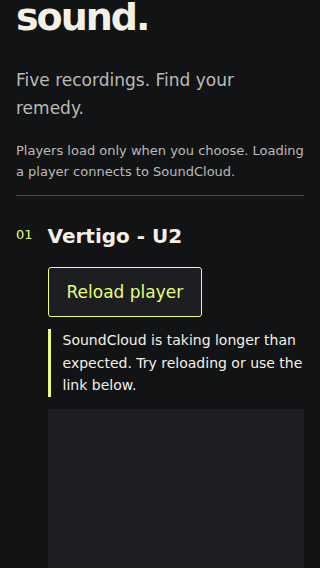 sound.
Five recordings. Find your
remedy.
Players load only when you choose. Loading
a player connects to SoundCloud.
01 Vertigo - U2
Reload player
SoundCloud is taking longer than
expected. Try reloading or use the
link below.